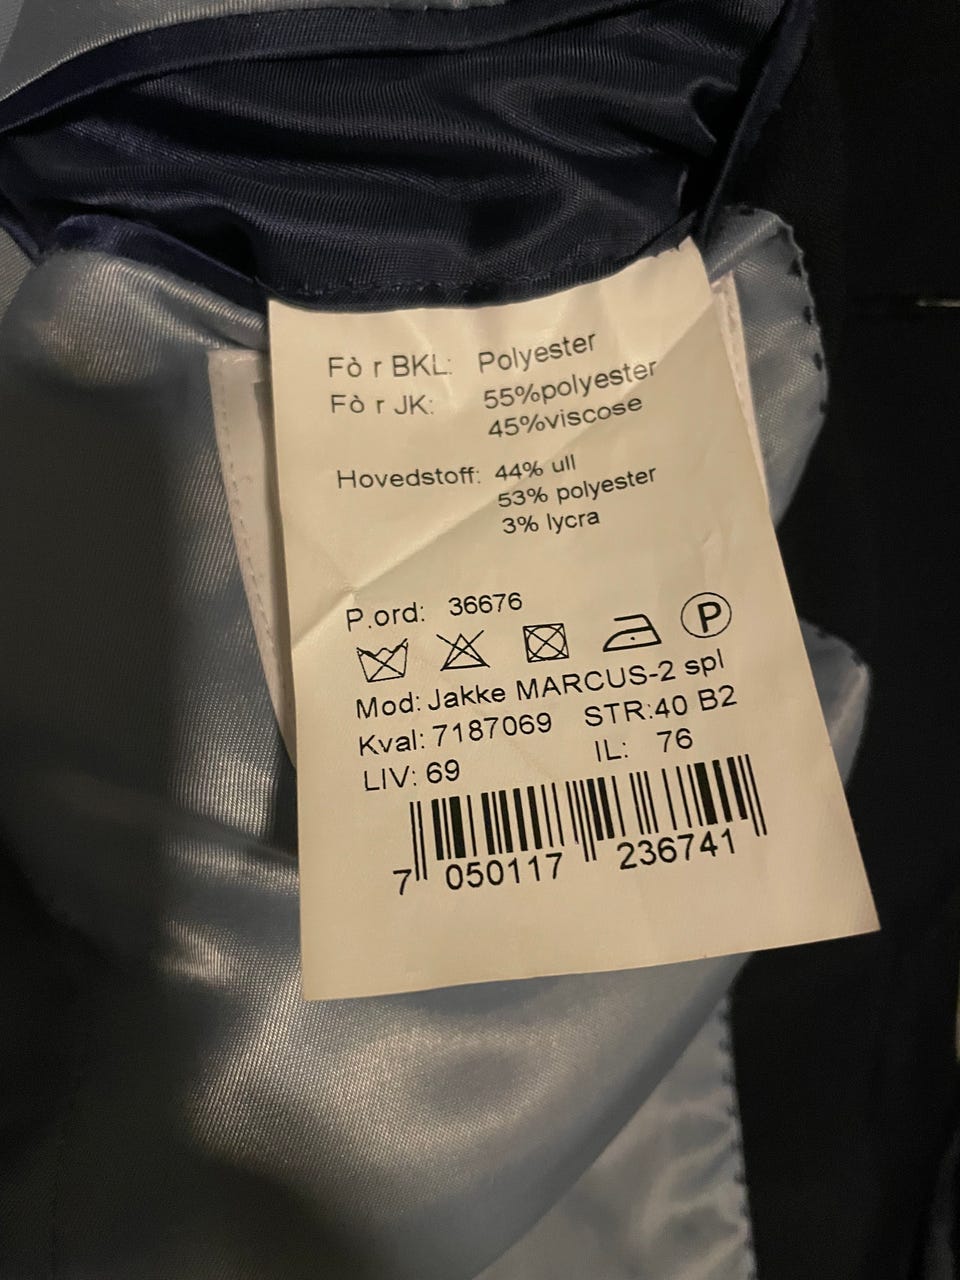 Fò r BKL: Polyester
Fò r JK: 55%polyester
45%viscose
Hovedstoff: 44% ull
53% polyester
3% lycra
P.ord: 36676
P
Mod: Jakke MARCUS-2 spl
Kval: 7187069 STR:40 B2
LIV: 69 IL: 76
7 050117 236741